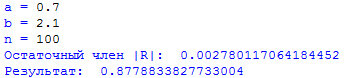 a = 0.7
b = 2.1
n = 100
Остаточный член |R|:  0.002780117064184452
Результат:  0.8778833827733004